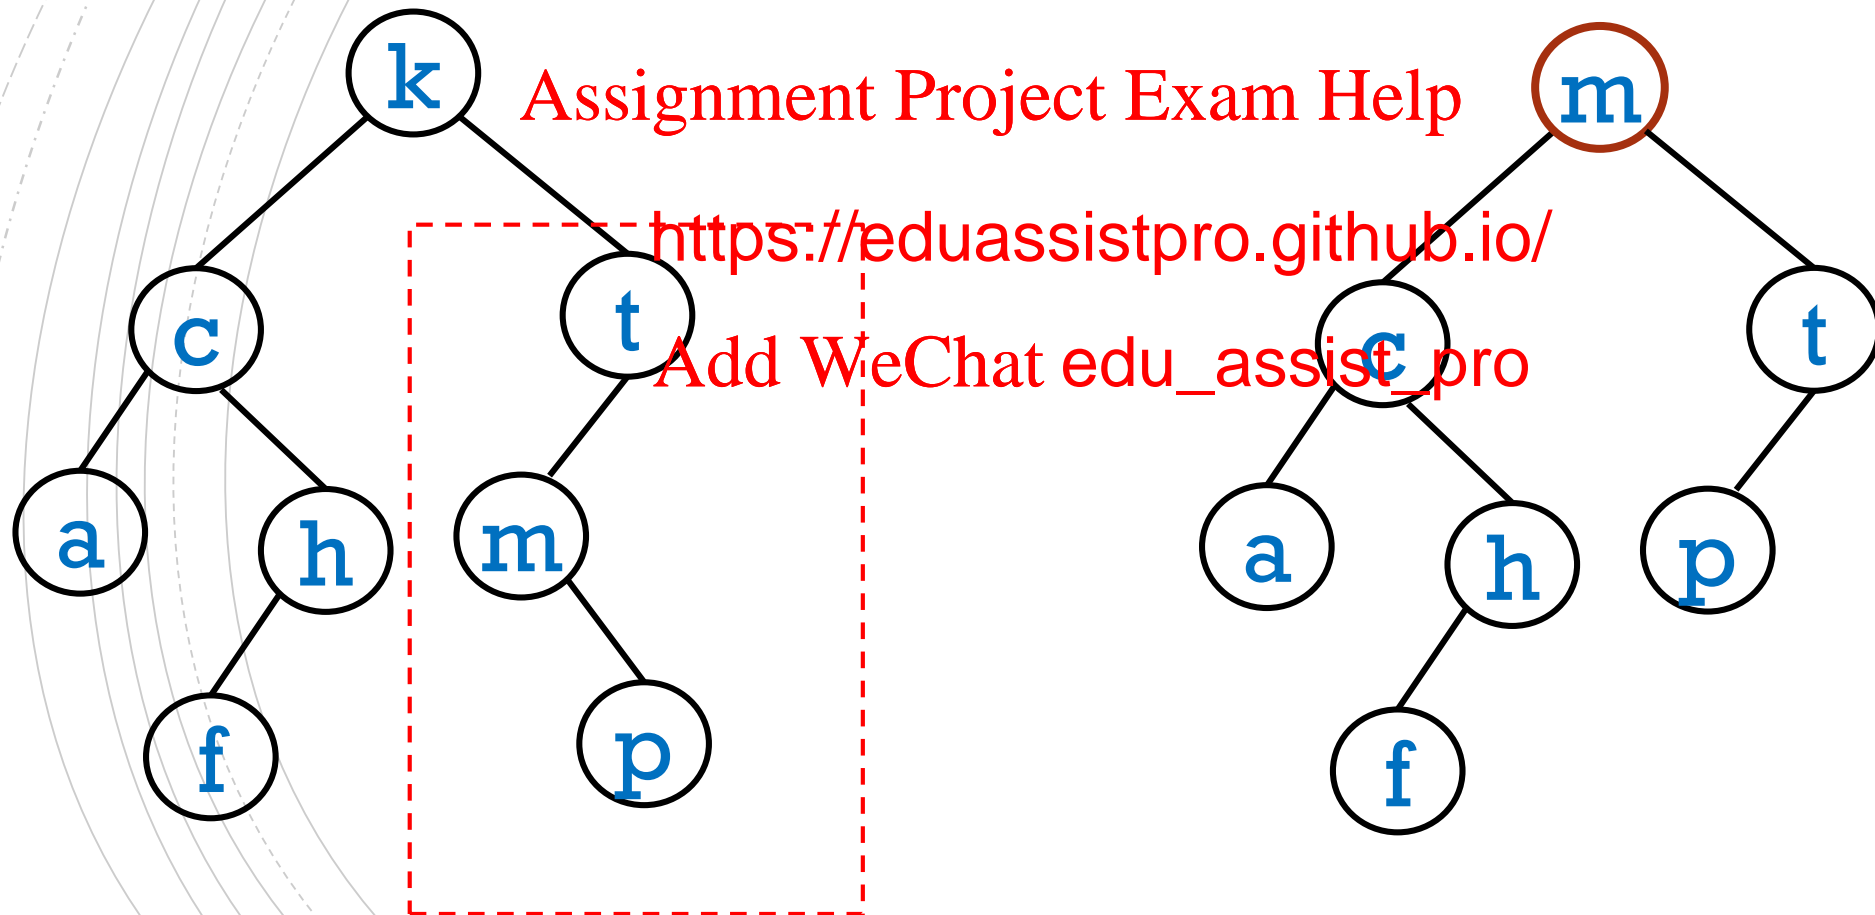 k
Assignment Project Exam Help
m
https://eduassistpro.github.io/
c
t
c
t
Add WeChat edu_assist_pro
a
h
m
a
h
p
f
p
f